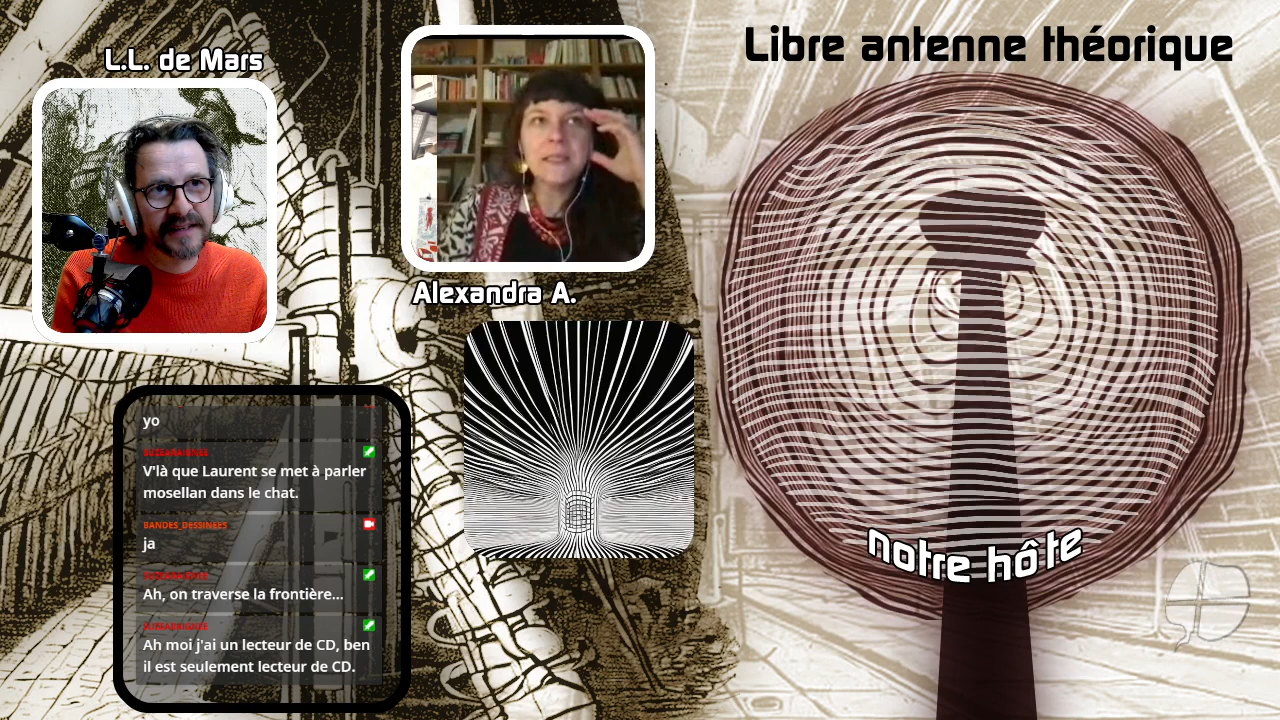 Libre antenne théorique
L.L. de Mars
Alexandra A.
yo
V'là que Laurent se met à parler
mosellan dans le chat.
BANDES_DESSINÉES
ja
Ah, on traverse la frontière...
Ah moi j'ai un lecteur de CD, ben
il est seulement lecteur de CD.
notre hôte